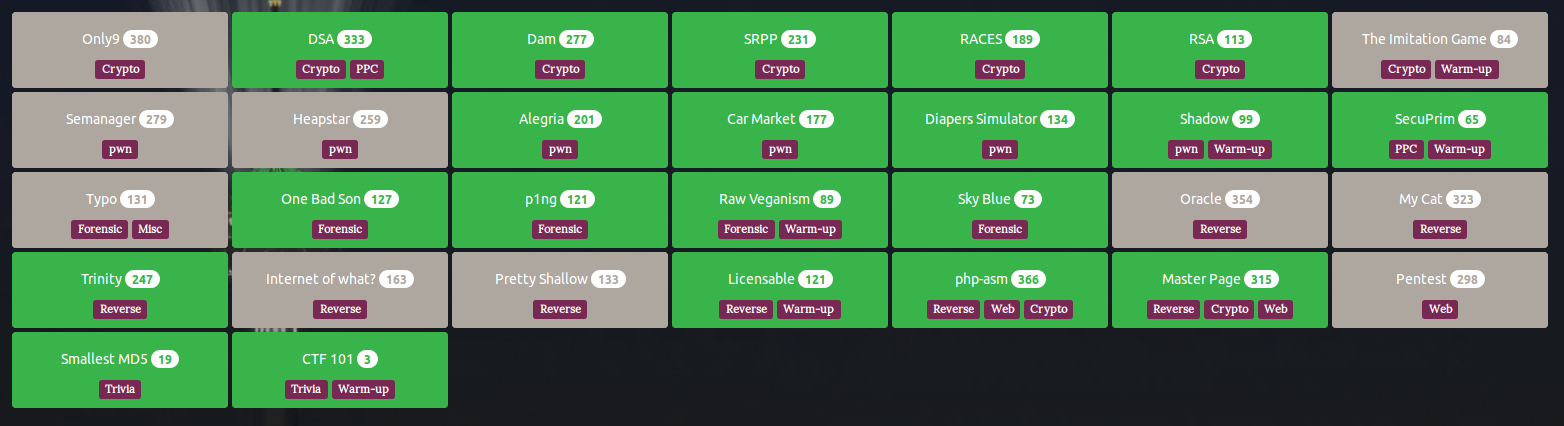 Only9 380
Crypto
DSA 333
Crypto PPC
Dam 277
Crypto
SRPP 231
Crypto
RACES 189
Crypto
RSA 113
Crypto
The Imitation Game 84
Crypto Warm-up
Semanager 279
pwn
Heapstar 259
pwn
Alegria 201
pwn
Car Market 177
pwn
Diapers Simulator 134
pwn
Shadow 99
pwn Warm-up
SecuPrim 65
PPC Warm-up
Typo 131
Forensic Misc
One Bad Son 127
Forensic
p1ng 121
Forensic
Raw Veganism 89
Forensic Warm-up
Sky Blue 73
Forensic
Oracle 354
Reverse
My Cat 323
Reverse
Trinity 247
Reverse
Internet of what? 163
Reverse
Pretty Shallow 133
Reverse
Licensable 121
Reverse Warm-up
php-asm 366
Reverse Web Crypto
Master Page 315
Reverse Crypto Web
Pentest 298
Web
Smallest MD5 19
Trivia
CTF 101 3
Trivia Warm-up